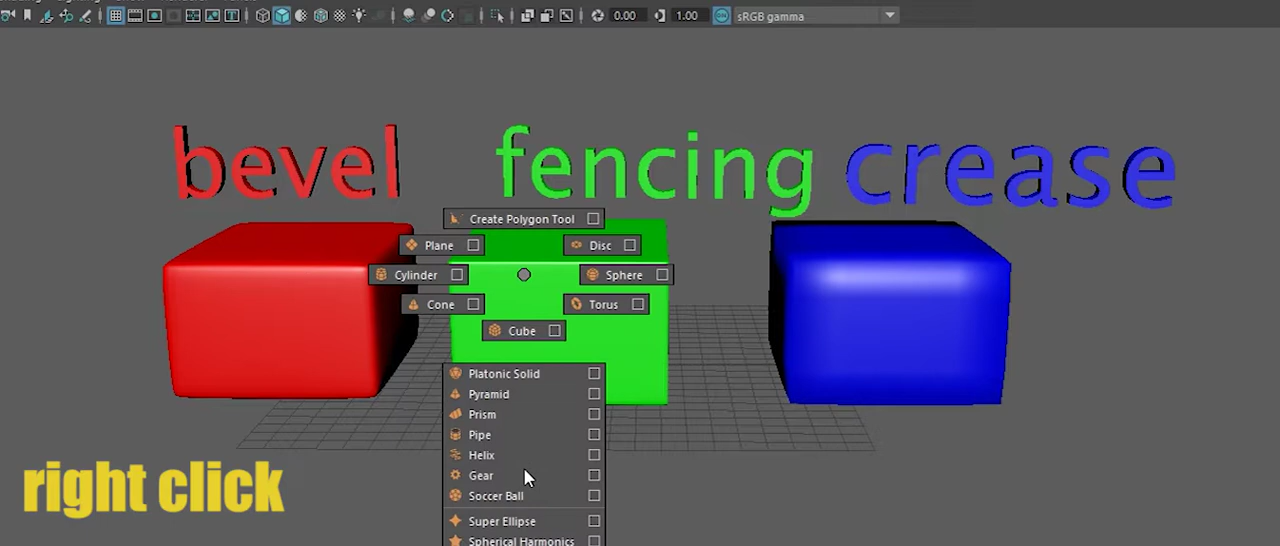 0.00 1.00 ON sRGB gamma
bevel fencing crease
Create Polygon Tool
Plane Disc
Cylinder Sphere
Cone Torus
Cube
Platonic Solid
Pyramid
Prism
Pipe
Helix
Gear
Soccer Ball
Super Ellipse
Spherical Harmonics
right click